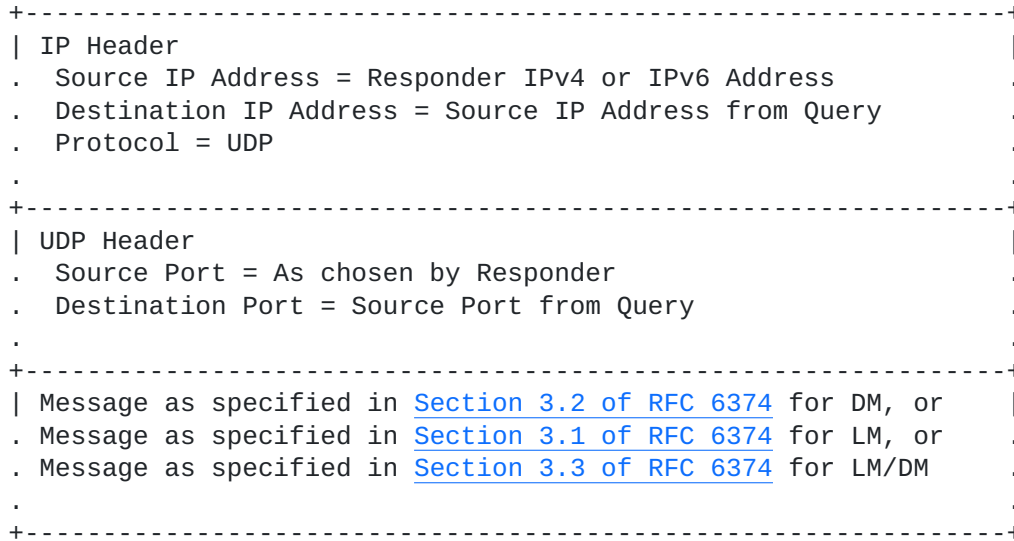 +---------------------------------------------------------------+
| IP Header                                                     |
.  Source IP Address = Responder IPv4 or IPv6 Address           .
.  Destination IP Address = Source IP Address from Query        .
.  Protocol = UDP                                               .
.                                                               .
+---------------------------------------------------------------+
| UDP Header                                                    |
.  Source Port = As chosen by Responder                         .
.  Destination Port = Source Port from Query                    .
.                                                               .
+---------------------------------------------------------------+
| Message as specified in Section 3.2 of RFC 6374 for DM, or    |
. Message as specified in Section 3.1 of RFC 6374 for LM, or    .
. Message as specified in Section 3.3 of RFC 6374 for LM/DM     .
.                                                               .
+---------------------------------------------------------------+